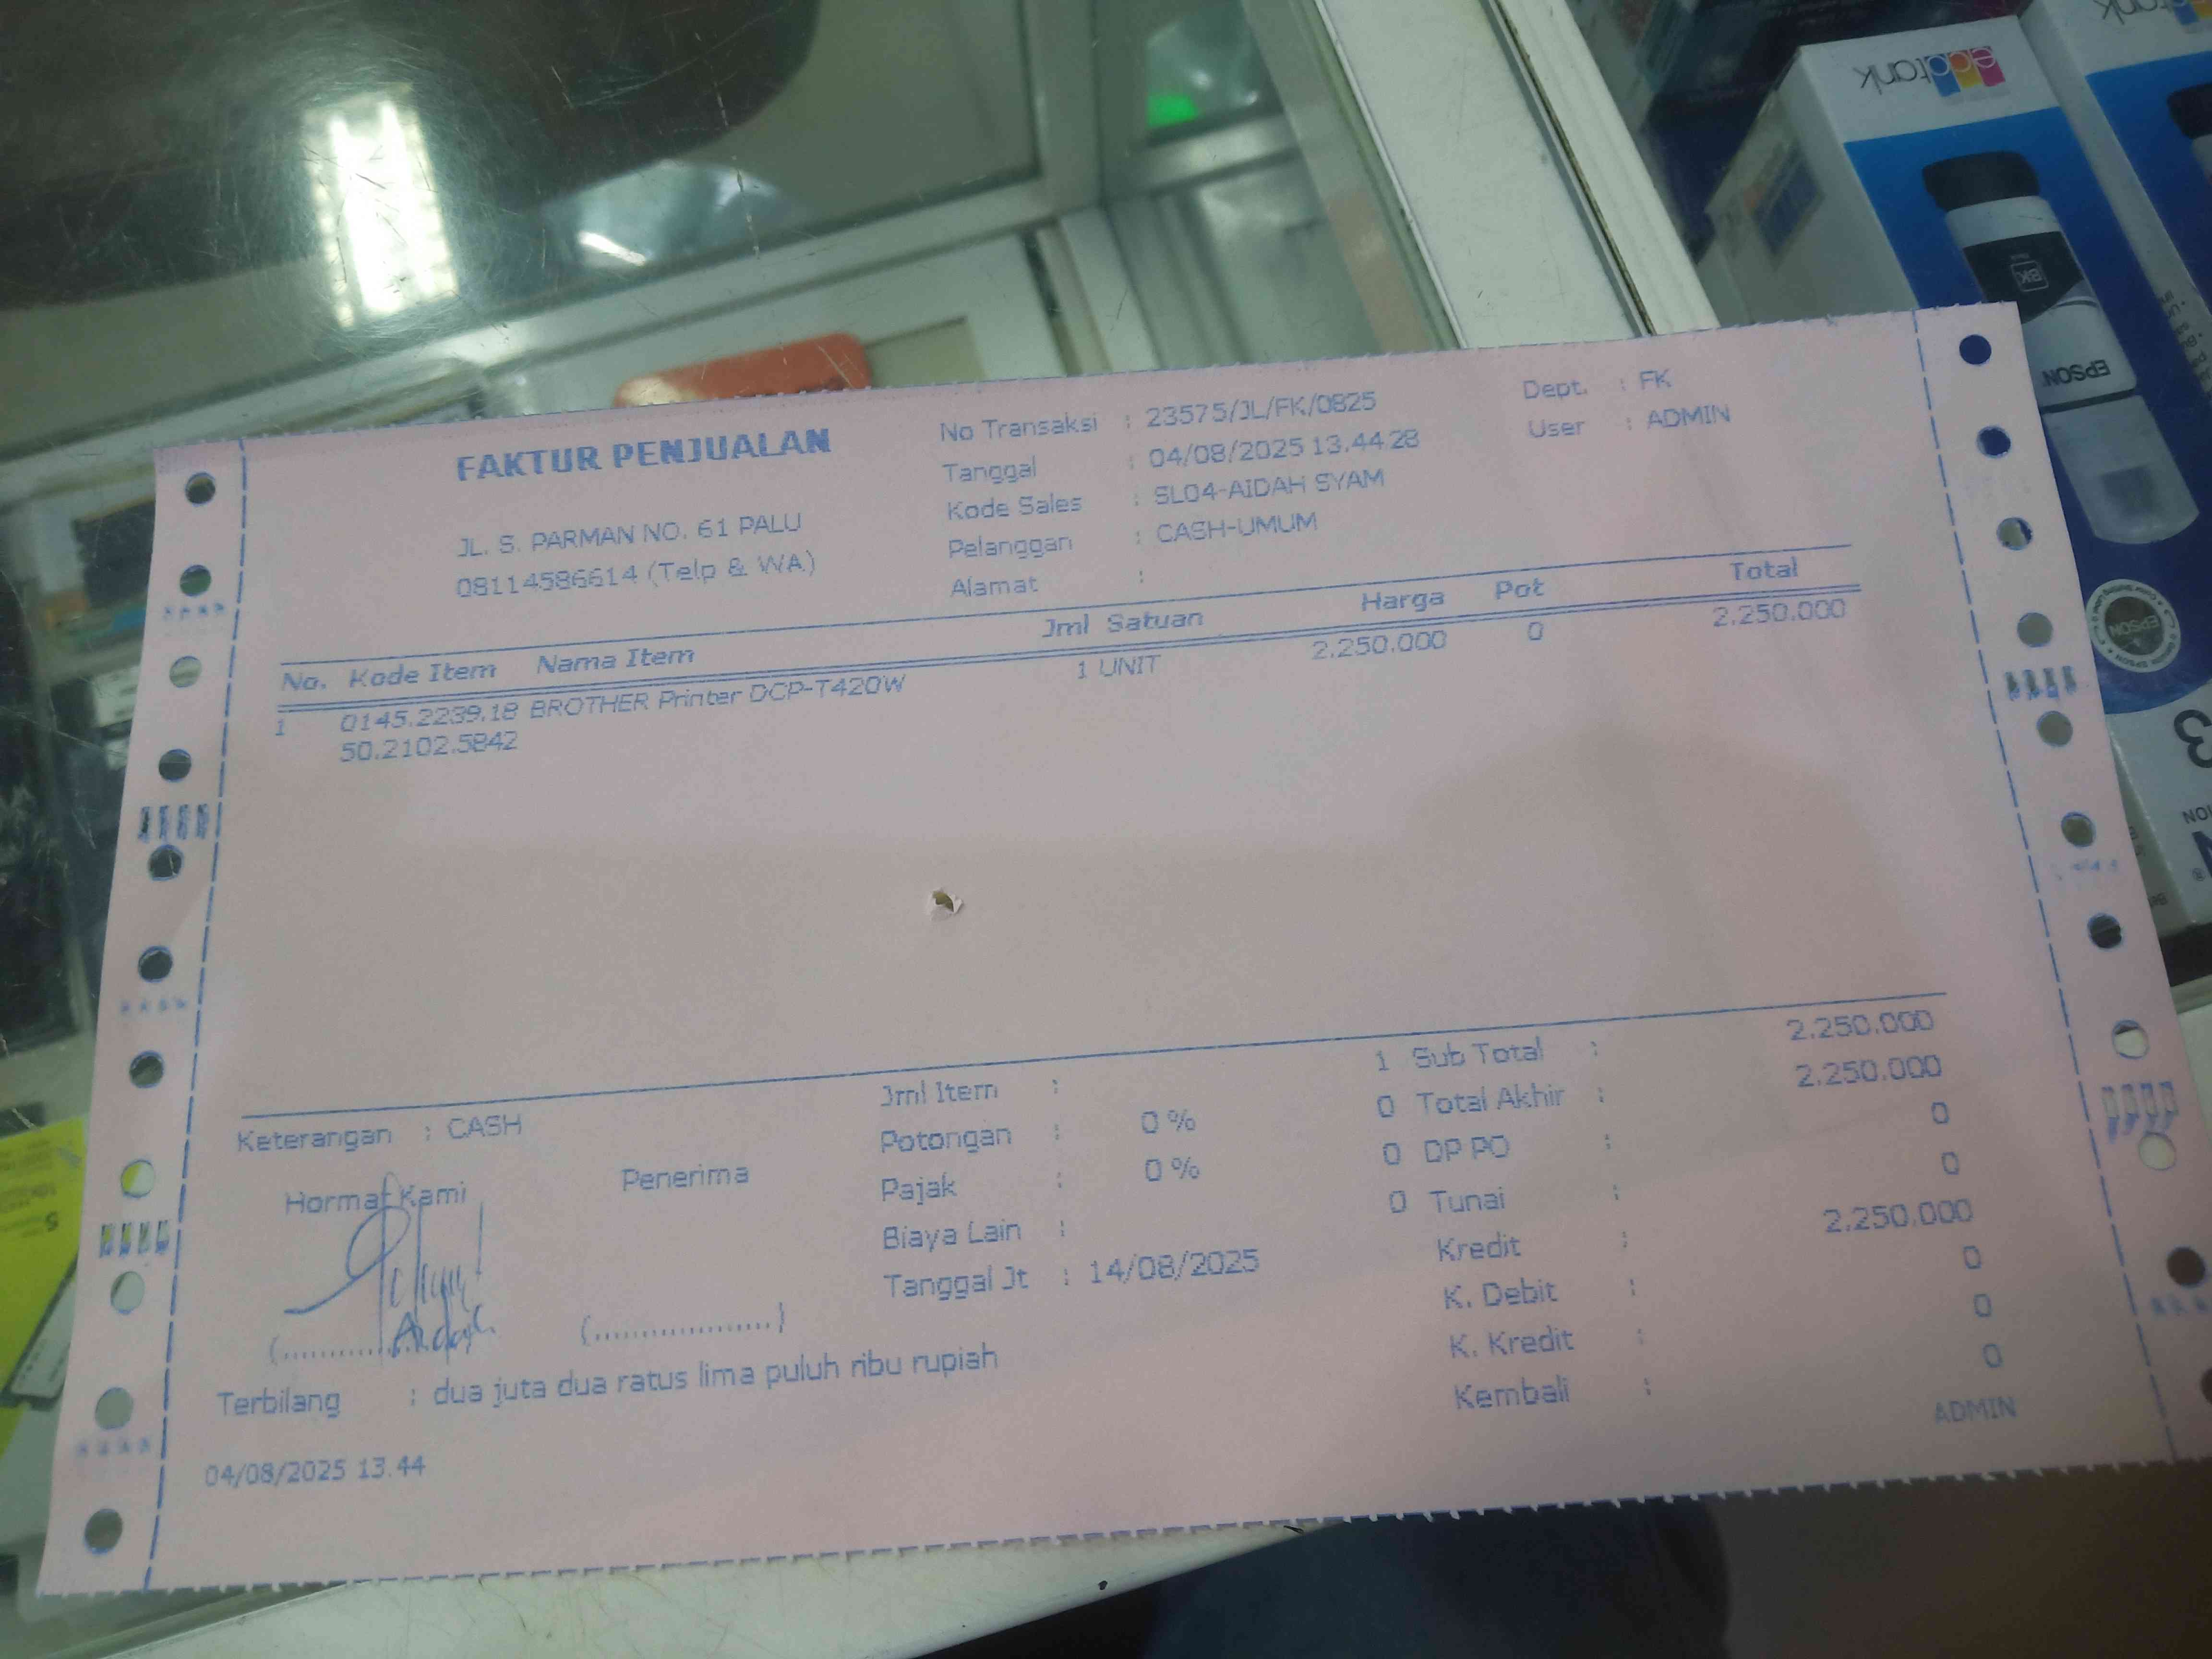 FAKTUR PENJUALAN
JL. S. PARMAN NO. 61 PALU
08114586614 (Telp & WA)
No Transaksi : 23575/JL/FK/0825
Tanggal : 04/08/2025 13.44.28
Kode Sales : SL04-AIDAH SYAM
Pelanggan : CASH-UMUM
Alamat :
Dept. : FK
User : ADMIN
No. Kode Item Nama Item Jml Satuan Harga Pot Total
1 0145.2239.18 BROTHER Printer DCP-T420W 1 UNIT 2.250.000 0 2.250.000
50.2102.5842
Keterangan : CASH
Hormat Kami
Penerima
Aidah
(....................)
Jml Item : 1
Potongan : 0 % 0
Pajak : 0 % 0
Biaya Lain : 0
Tanggal Jt : 14/08/2025
Sub Total : 2.250.000
Total Akhir : 2.250.000
DP PO : 0
Tunai : 0
Kredit : 2.250.000
K. Debit : 0
K. Kredit : 0
Kembali : 0
Terbilang : dua juta dua ratus lima puluh ribu rupiah
04/08/2025 13.44
ADMIN
ecotank
BK
EPSON
EPSON
3